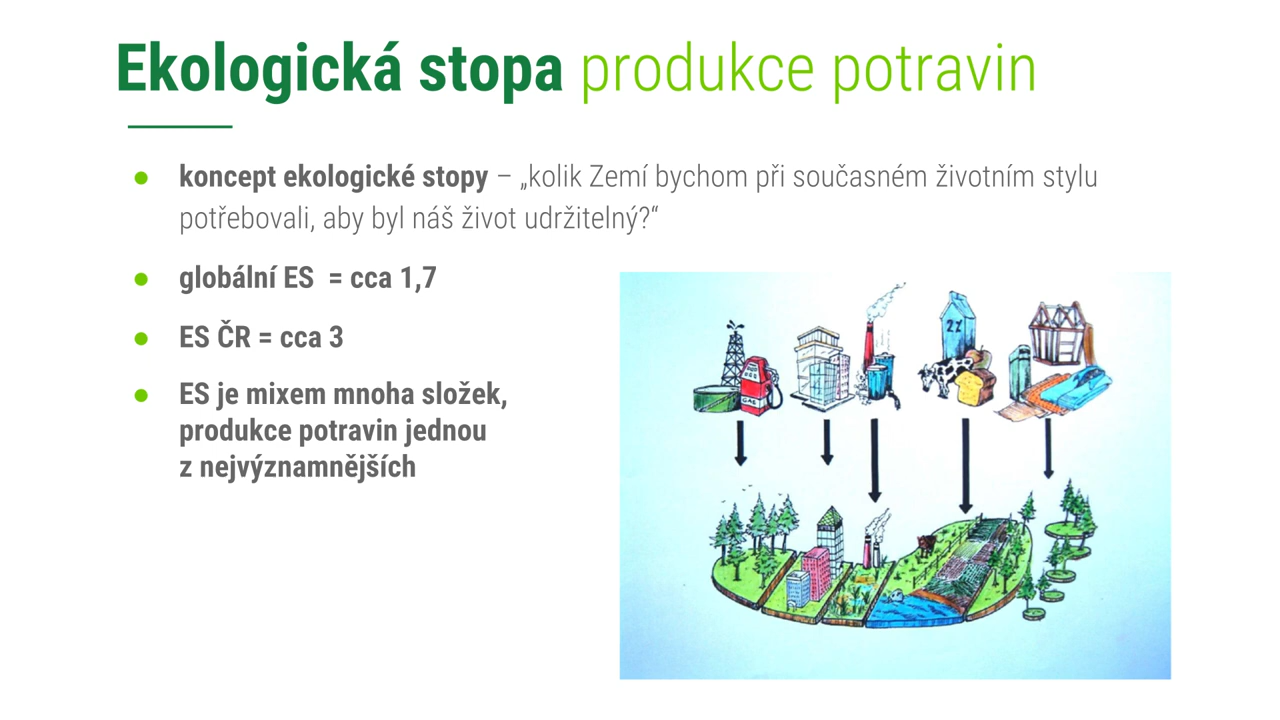 Ekologická stopa produkce potravin
● koncept ekologické stopy – „kolik Zemí bychom při současném životním stylu
potřebovali, aby byl náš život udržitelný?“
● globální ES = cca 1,7
● ES ČR = cca 3
● ES je mixem mnoha složek,
produkce potravin jednou
z nejvýznamnějších
2%
GAS